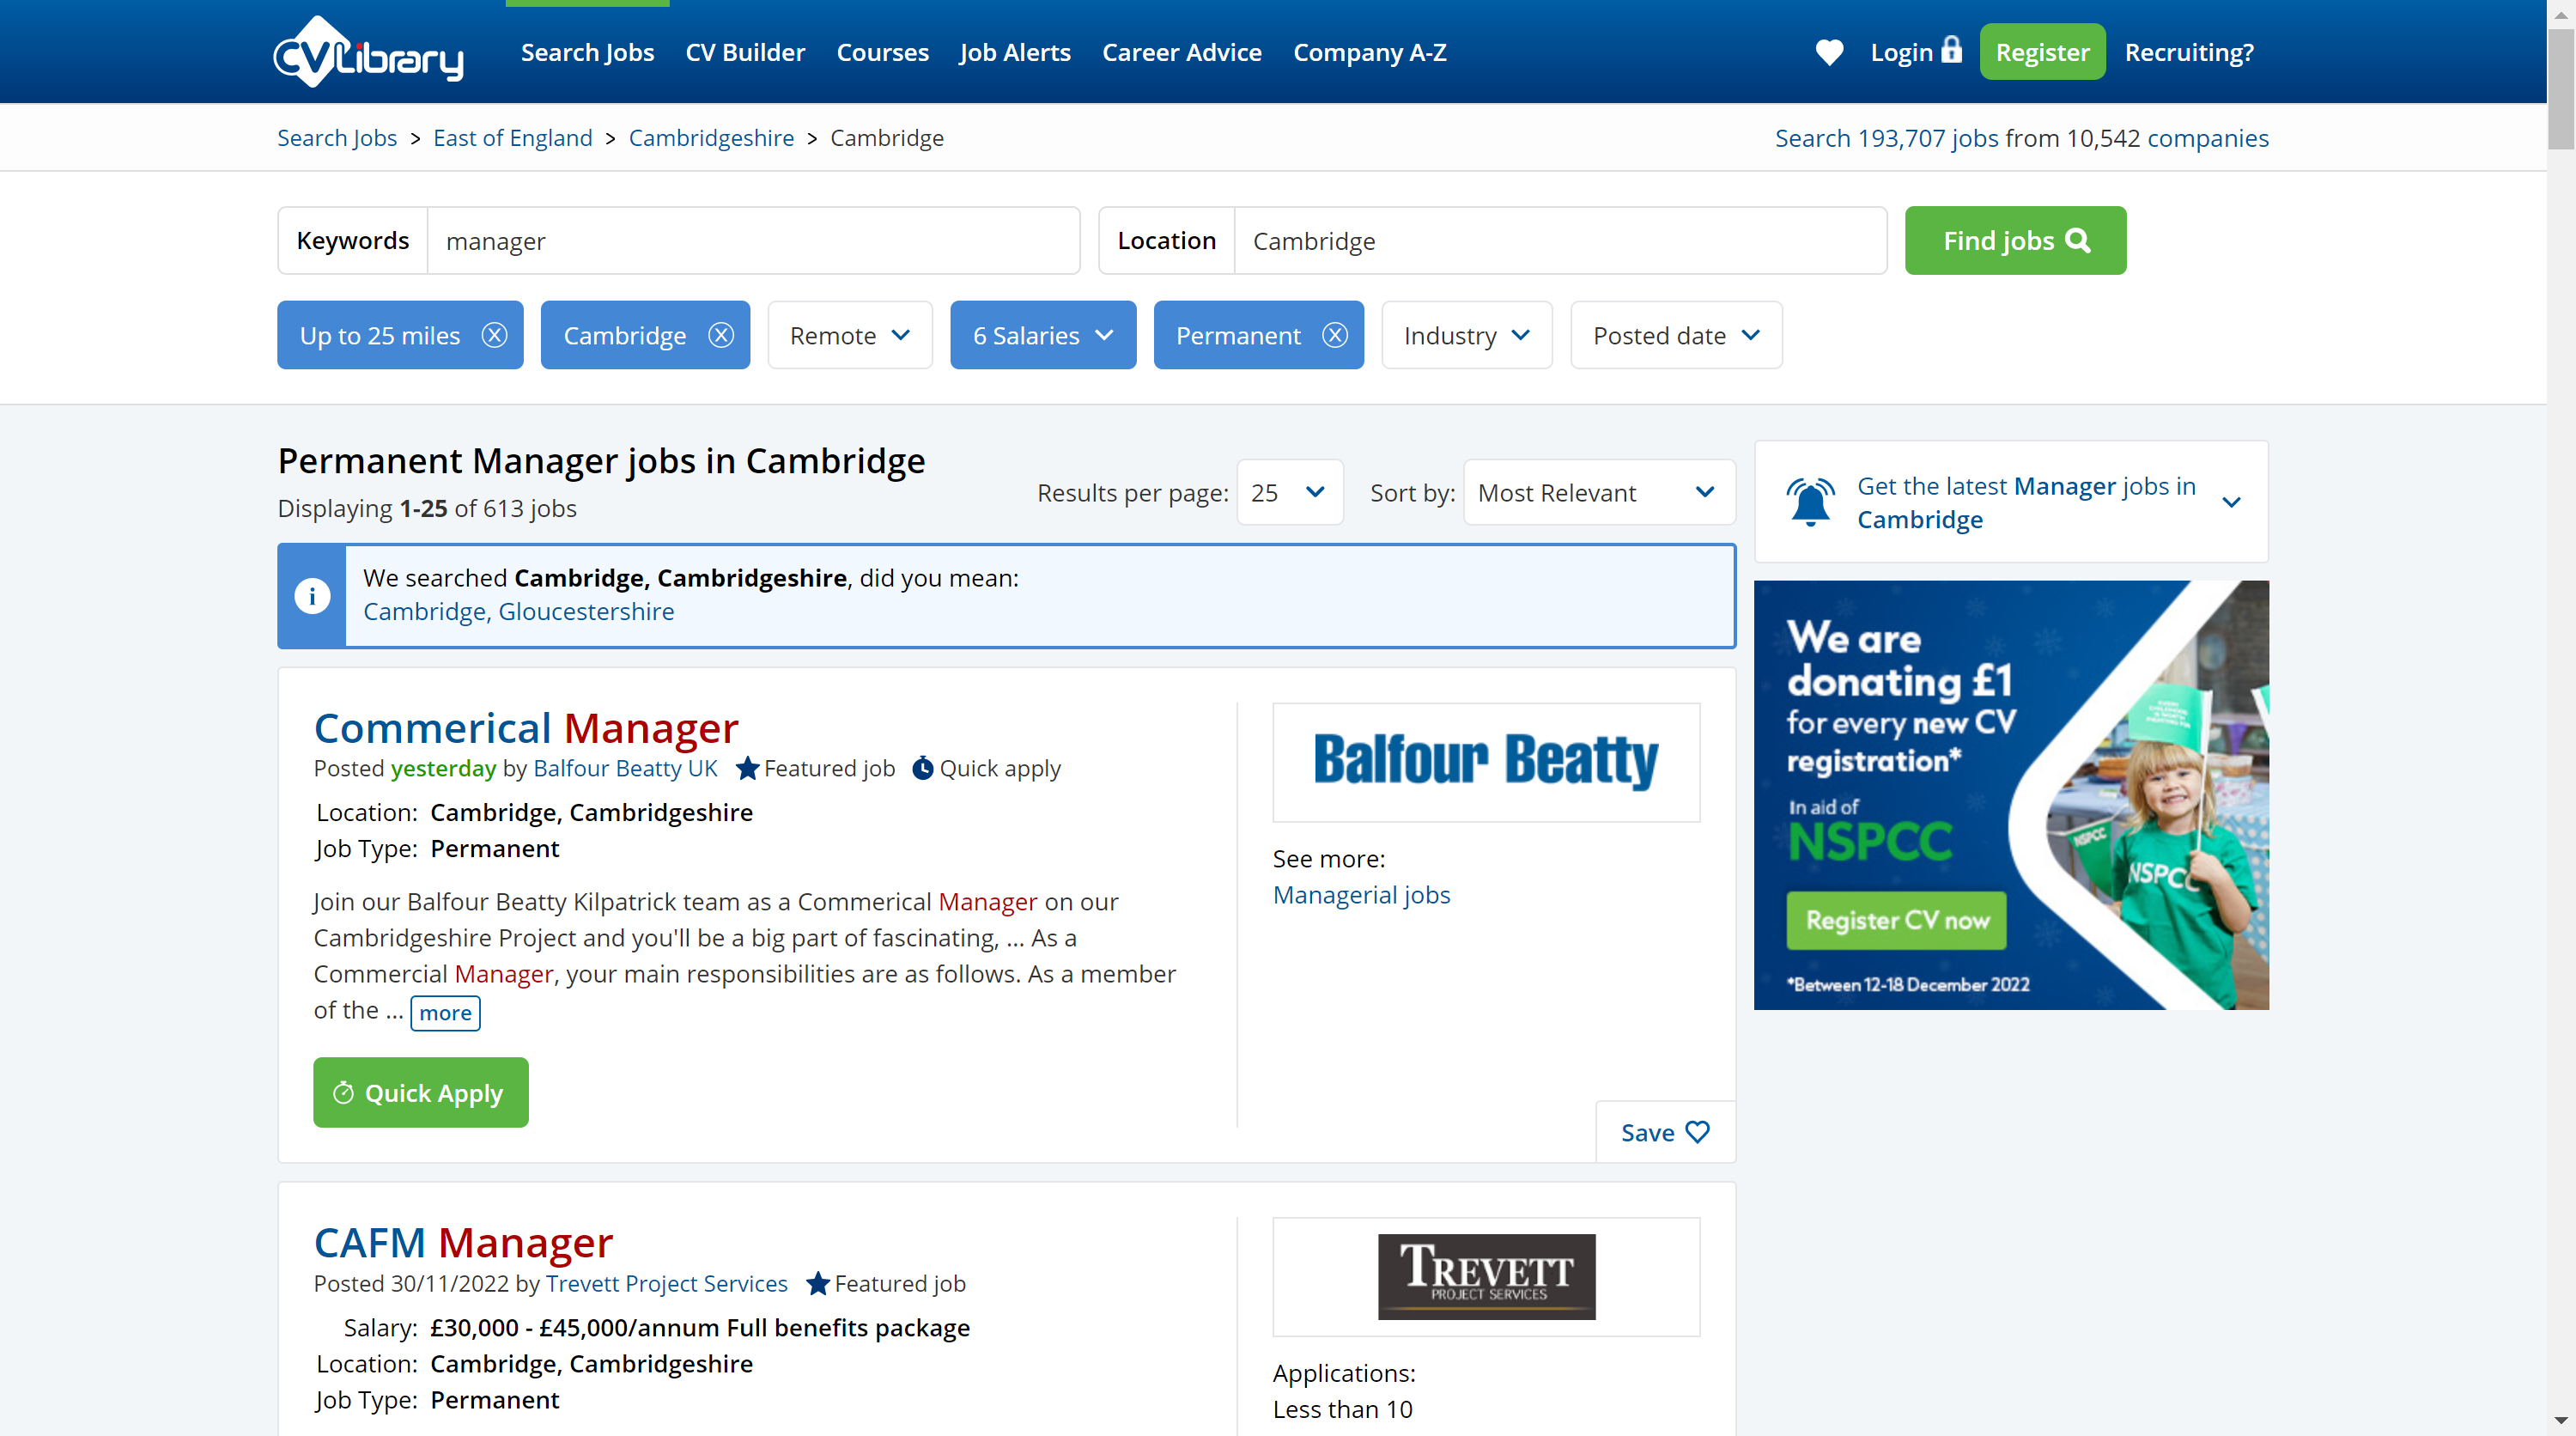 CVLibrary
Search Jobs CV Builder Courses Job Alerts Career Advice Company A-Z Login Register Recruiting?
Search Jobs > East of England > Cambridgeshire > Cambridge
Search 193,707 jobs from 10,542 companies
Keywords manager Location Cambridge Find jobs
Up to 25 miles Cambridge Remote 6 Salaries Permanent Industry Posted date
Permanent Manager jobs in Cambridge
Displaying 1-25 of 613 jobs
Results per page: 25 Sort by: Most Relevant
We searched Cambridge, Cambridgeshire, did you mean:
Cambridge, Gloucestershire
Commerical Manager
Posted yesterday by Balfour Beatty UK Featured job Quick apply
Location: Cambridge, Cambridgeshire
Job Type: Permanent
Join our Balfour Beatty Kilpatrick team as a Commerical Manager on our
Cambridgeshire Project and you'll be a big part of fascinating, ... As a
Commercial Manager, your main responsibilities are as follows. As a member
of the ... more
Quick Apply
Balfour Beatty
See more:
Managerial jobs
Save
CAFM Manager
Posted 30/11/2022 by Trevett Project Services Featured job
Salary: £30,000 - £45,000/annum Full benefits package
Location: Cambridge, Cambridgeshire
Job Type: Permanent
TREVETT
PROJECT SERVICES
Applications:
Less than 10
Get the latest Manager jobs in
Cambridge
We are
donating £1
for every new CV
registration*
In aid of
NSPCC
Register CV now
*Between 12-18 December 2022
NSPCC
NSPCC